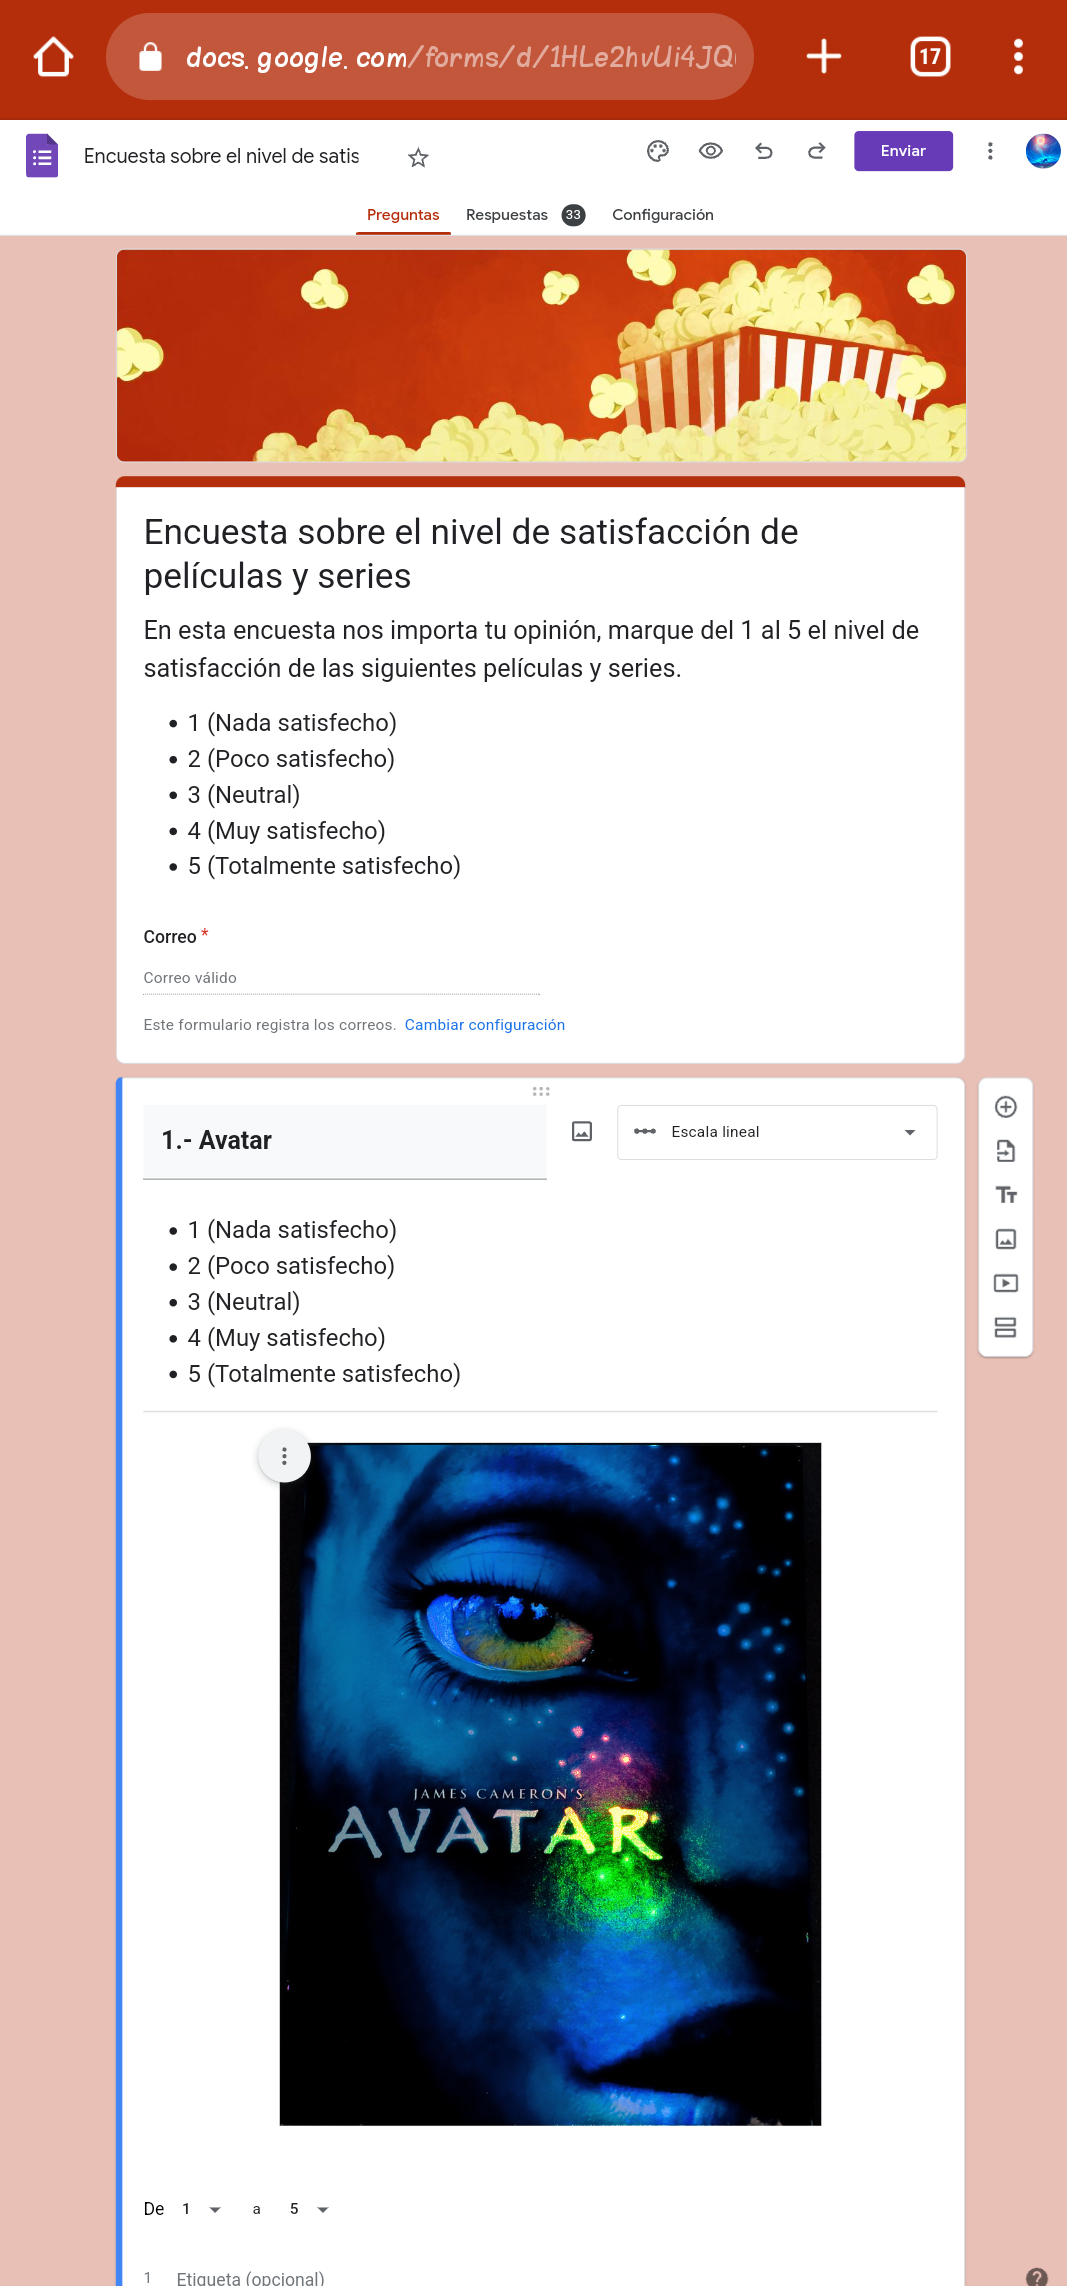 docs.google.com/forms/d/1HLe2hvUi4JQ
17
Encuesta sobre el nivel de satis
Enviar
Preguntas Respuestas 33 Configuración
Encuesta sobre el nivel de satisfacción de
películas y series
En esta encuesta nos importa tu opinión, marque del 1 al 5 el nivel de
satisfacción de las siguientes películas y series.
• 1 (Nada satisfecho)
• 2 (Poco satisfecho)
• 3 (Neutral)
• 4 (Muy satisfecho)
• 5 (Totalmente satisfecho)
Correo *
Correo válido
Este formulario registra los correos. Cambiar configuración
1.- Avatar
Escala lineal
• 1 (Nada satisfecho)
• 2 (Poco satisfecho)
• 3 (Neutral)
• 4 (Muy satisfecho)
• 5 (Totalmente satisfecho)
JAMES CAMERON'S
AVATAR
De 1 a 5
1 Etiqueta (opcional)